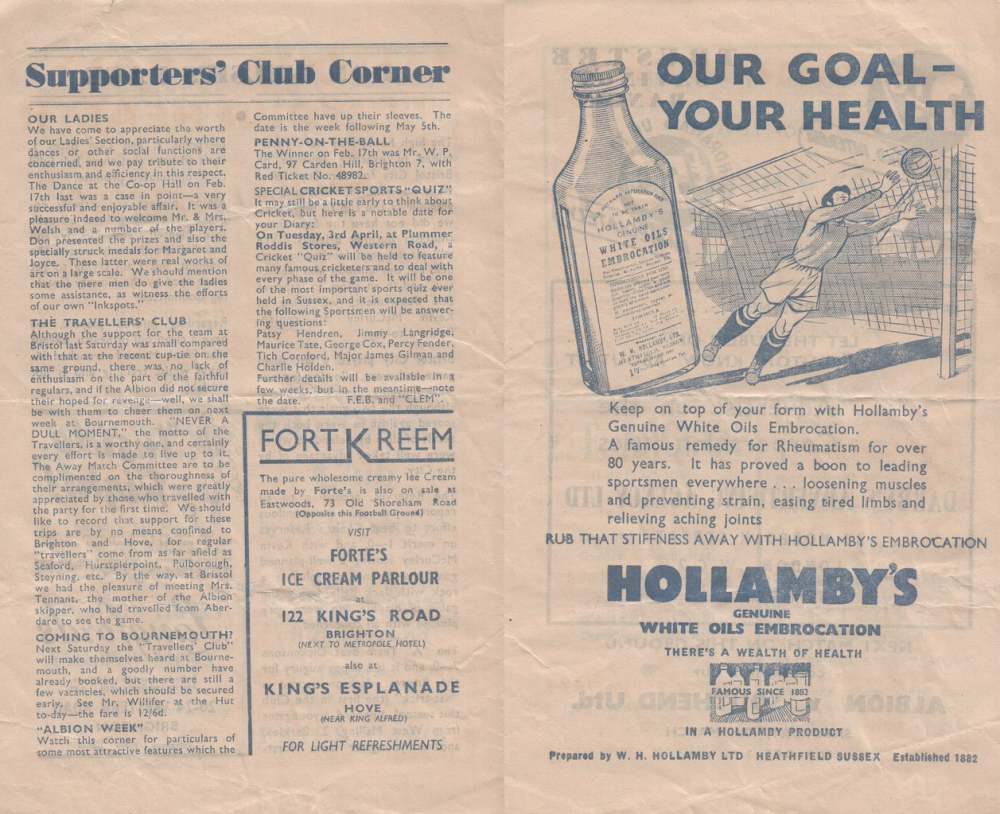 Supporters' Club Corner
OUR LADIES
We have come to appreciate the worth
of our Ladies' Section, particularly where
dances or other social functions are
concerned, and we pay tribute to their
enthusiasm and efficiency in this respect.
The Dance at the Co-op Hall on Feb.
17th last was a case in point—a very
successful and enjoyable affair. It was a
pleasure indeed to welcome Mr. & Mrs.
Welsh and a number of the players.
Don presented the prizes and also the
specially struck medals for Margaret and
Joyce. These latter were real works of
art on a large scale. We should mention
that the mere men do give the ladies
some assistance, as witness the efforts
of our own "Inkspots."
THE TRAVELLERS' CLUB
Although the support for the team at
Bristol last Saturday was small compared
with that at the recent cup-tie on the
same ground, there was no lack of
enthusiasm on the part of the faithful
regulars, and if the Albion did not secure
their hoped for revenge—well, we shall
be with them to cheer them on next
week at Bournemouth. "NEVER A
DULL MOMENT," the motto of the
Travellers, is a worthy one, and certainly
every effort is made to live up to it.
The Away Match Committee are to be
complimented on the thoroughness of
their arrangements, which were greatly
appreciated by those who travelled with
the party for the first time. We should
like to record that support for these
trips are by no means confined to
Brighton and Hove, for regular
"travellers" come from as far afield as
Seaford, Hurstpierpoint, Pulborough,
Steyning, etc. By the way, at Bristol
we had the pleasure of meeting Mrs.
Tennant, the mother of the Albion
skipper, who had travelled from Aber-
dare to see the game.
COMING TO BOURNEMOUTH?
Next Saturday the "Travellers' Club"
will make themselves heard at Bourne-
mouth, and a goodly number have
already booked, but there are still a
few vacancies, which should be secured
early. See Mr. Willifer at the Hut
to-day—the fare is 12/6d.
"ALBION WEEK"
Watch this corner for particulars of
some most attractive features which the
Committee have up their sleeves. The
date is the week following May 5th.
PENNY-ON-THE-BALL
The Winner on Feb. 17th was Mr. W. P.
Card, 97 Carden Hill, Brighton 7, with
Red Ticket No. 48982.
SPECIAL CRICKET SPORTS "QUIZ"!
It may still be a little early to think about
Cricket, but here is a notable date for
your Diary:
On Tuesday, 3rd April, at Plummer
Roddis Stores, Western Road, a
Cricket "Quiz" will be held to feature
many famous cricketers and to deal with
every phase of the game. It will be one
of the most important sports quiz ever
held in Sussex, and it is expected that
the following Sportsmen will be answer-
ing questions:
Patsy Hendren, Jimmy Langridge,
Maurice Tate, George Cox, Percy Fender,
Tich Cornford, Major James Gilman and
Charlie Holden.
Further details will be available in a
few weeks, but in the meantime—note
the date. F.E.B. and "CLEM".
FORT KREEM
The pure wholesome creamy Ice Cream
made by Forte's is also on sale at
Eastwoods, 73 Old Shoreham Road
(Opposite this Football Ground)
VISIT
FORTE'S
ICE CREAM PARLOUR
at
122 KING'S ROAD
BRIGHTON
(NEXT TO METROPOLE HOTEL)
also at
KING'S ESPLANADE
HOVE
(NEAR KING ALFRED)
FOR LIGHT REFRESHMENTS
OUR GOAL–
YOUR HEALTH
HOLLAMBY'S
GENUINE
WHITE OILS
EMBROCATION
W. H. HOLLAMBY, LTD.
Keep on top of your form with Hollamby's
Genuine White Oils Embrocation.
A famous remedy for Rheumatism for over
80 years. It has proved a boon to leading
sportsmen everywhere . . . loosening muscles
and preventing strain, easing tired limbs and
relieving aching joints
RUB THAT STIFFNESS AWAY WITH HOLLAMBY'S EMBROCATION
HOLLAMBY'S
GENUINE
WHITE OILS EMBROCATION
THERE'S A WEALTH OF HEALTH
FAMOUS SINCE 1882
IN A HOLLAMBY PRODUCT
Prepared by W. H. HOLLAMBY LTD HEATHFIELD SUSSEX Established 1882